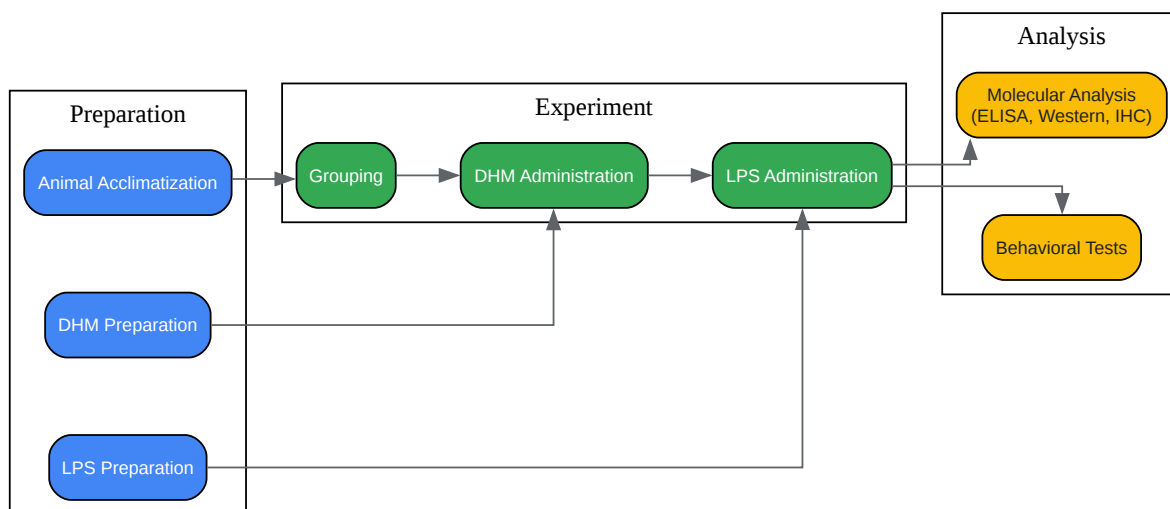 Preparation
Animal Acclimatization
DHM Preparation
LPS Preparation
Experiment
Grouping
DHM Administration
LPS Administration
Analysis
Molecular Analysis
(ELISA, Western, IHC)
Behavioral Tests